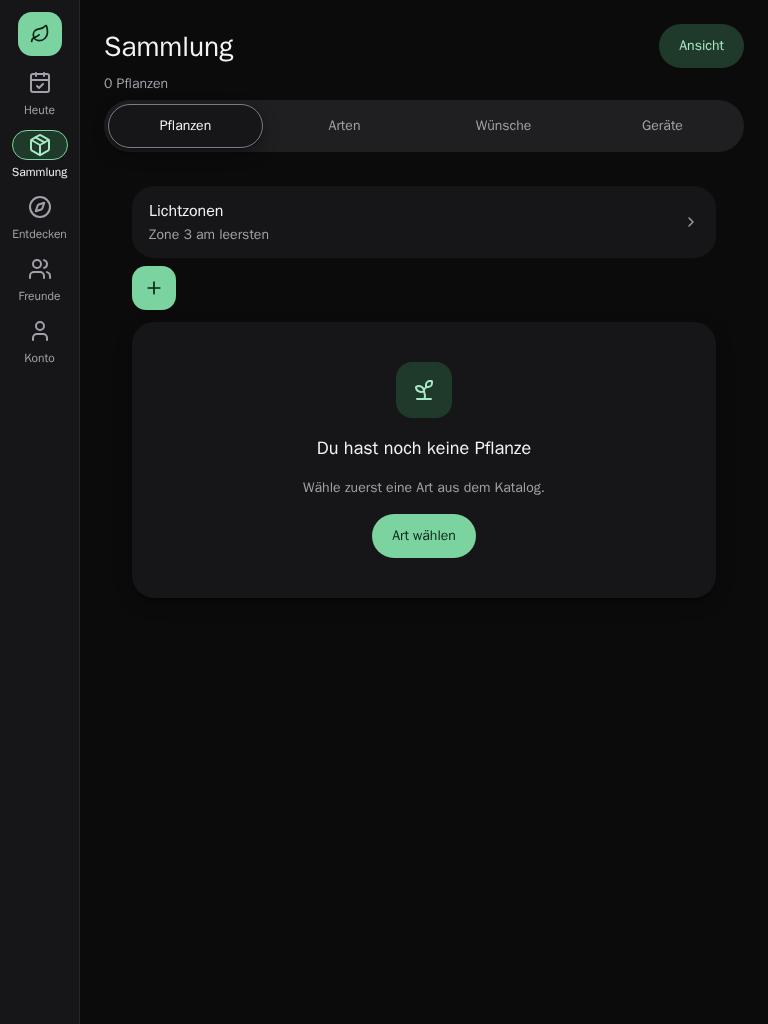 Sammlung
Ansicht
0 Pflanzen
Pflanzen
Arten
Wünsche
Geräte
Heute
Sammlung
Entdecken
Freunde
Konto
Lichtzonen
Zone 3 am leersten
Du hast noch keine Pflanze
Wähle zuerst eine Art aus dem Katalog.
Art wählen